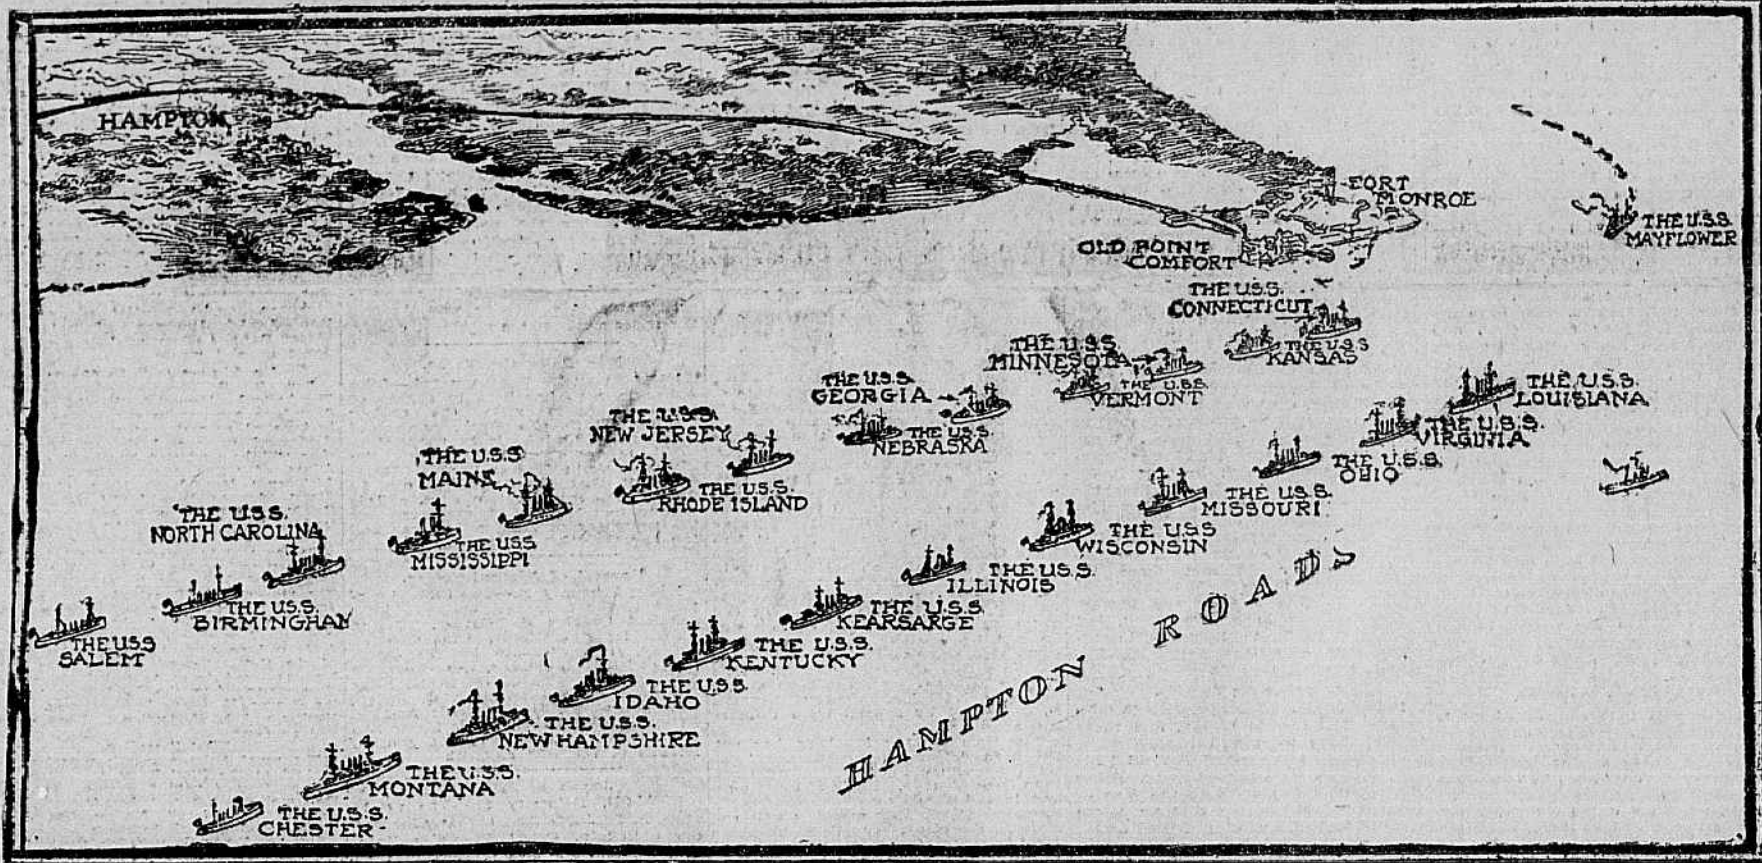 HAMPTON
FORT
MONROE
THE U.S.S.
MAYFLOWER
OLD POINT
COMFORT
THE U.S.S.
CONNECTICUT
THE U.S.S
KANSAS
THE U.S.S.
MINNESOTA
THE U.S.S.
VERMONT
THE U.S.S.
GEORGIA
THE U.S.S.
NEBRASKA
THE U.S.S.
LOUISIANA
THE U.S.S.
VIRGINIA
THE U.S.S.
NEW JERSEY
THE U.S.S.
RHODE ISLAND
THE U.S.S.
OHIO
THE U.S.S
MAINE
THE U.S.S.
MISSISSIPPI
THE U.S.S.
MISSOURI
THE U.S.S.
NORTH CAROLINA
THE U.S.S
WISCONSIN
THE U.S.S.
BIRMINGHAM
THE U.S.S.
ILLINOIS
THE U.S.S
SALEM
THE U.S.S.
KEARSARGE
THE U.S.S.
KENTUCKY
THE U.S.S.
IDAHO
THE U.S.S.
NEW HAMPSHIRE
THE U.S.S.
MONTANA
THE U.S.S.
CHESTER
HAMPTON ROADS